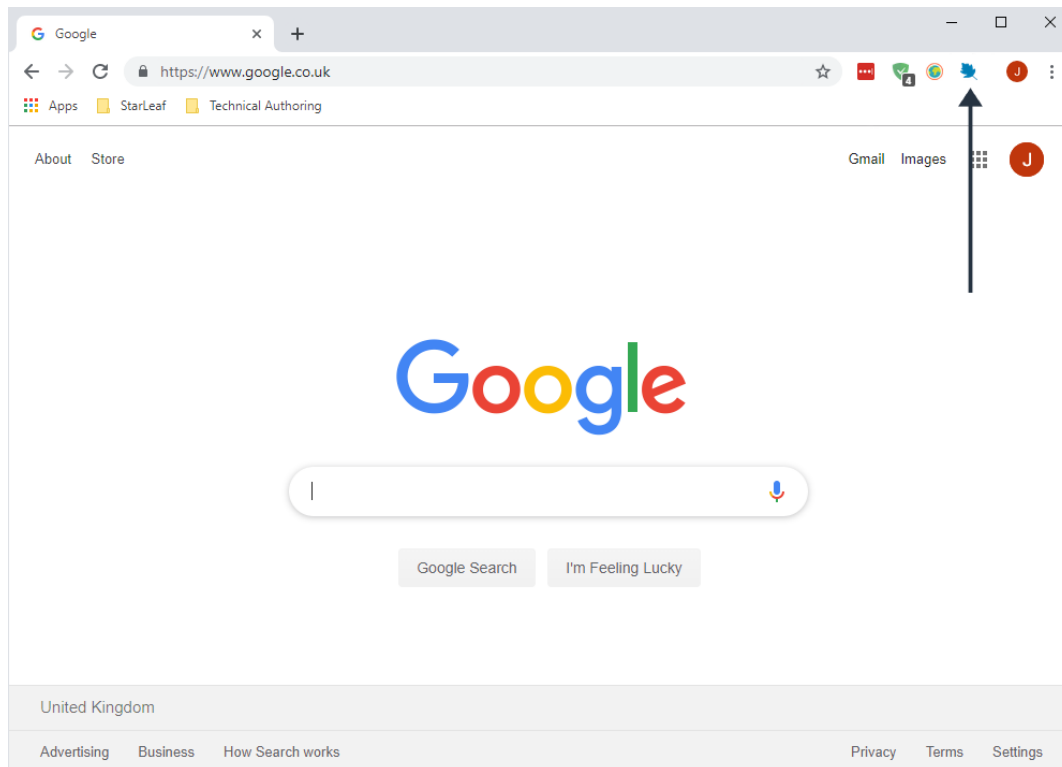 Google
https://www.google.co.uk
4
J
Apps StarLeaf Technical Authoring
About Store Gmail Images J
Google
Google Search I'm Feeling Lucky
United Kingdom
Advertising Business How Search works Privacy Terms Settings